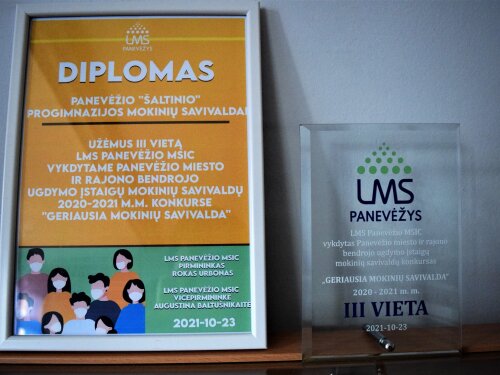 LMS
PANEVĖŽYS
DIPLOMAS
PANEVĖŽIO "ŠALTINIO"
PROGIMNAZIJOS MOKINIŲ SAVIVALDAI
UŽĖMUS III VIETĄ
LMS PANEVĖŽIO MSIC
VYKDYTAME PANEVĖŽIO MIESTO
IR RAJONO BENDROJO
UGDYMO ĮSTAIGŲ MOKINIŲ SAVIVALDŲ
2020-2021 M.M. KONKURSE
"GERIAUSIA MOKINIŲ SAVIVALDA"
LMS PANEVĖŽIO MSIC
PIRMININKAS
ROKAS URBONAS
LMS PANEVĖŽIO MSIC
VICEPIRMININKĖ
AUGUSTINA BALTUŠNIKAITĖ
2021-10-23
LMS
PANEVĖŽYS
LMS Panevėžio MSIC
vykdytas Panevėžio miesto ir rajono
bendrojo ugdymo įstaigų
mokinių savivaldų konkursas
„GERIAUSIA MOKINIŲ SAVIVALDA"
2020 - 2021 m. m.
III VIETA
2021-10-23